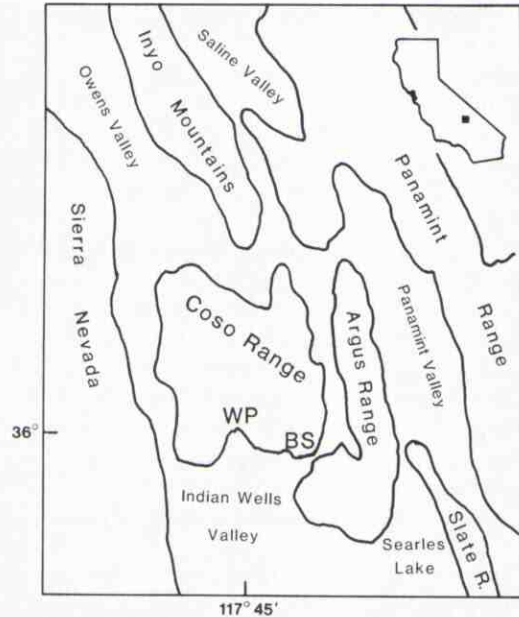 Owens Valley
Inyo
Mountains
Saline Valley
Sierra
Nevada
Panamint
Range
Coso Range
Argus Range
Panamint Valley
WP
BS
36°
Indian Wells
Valley
Searles
Lake
Slate R.
117° 45'